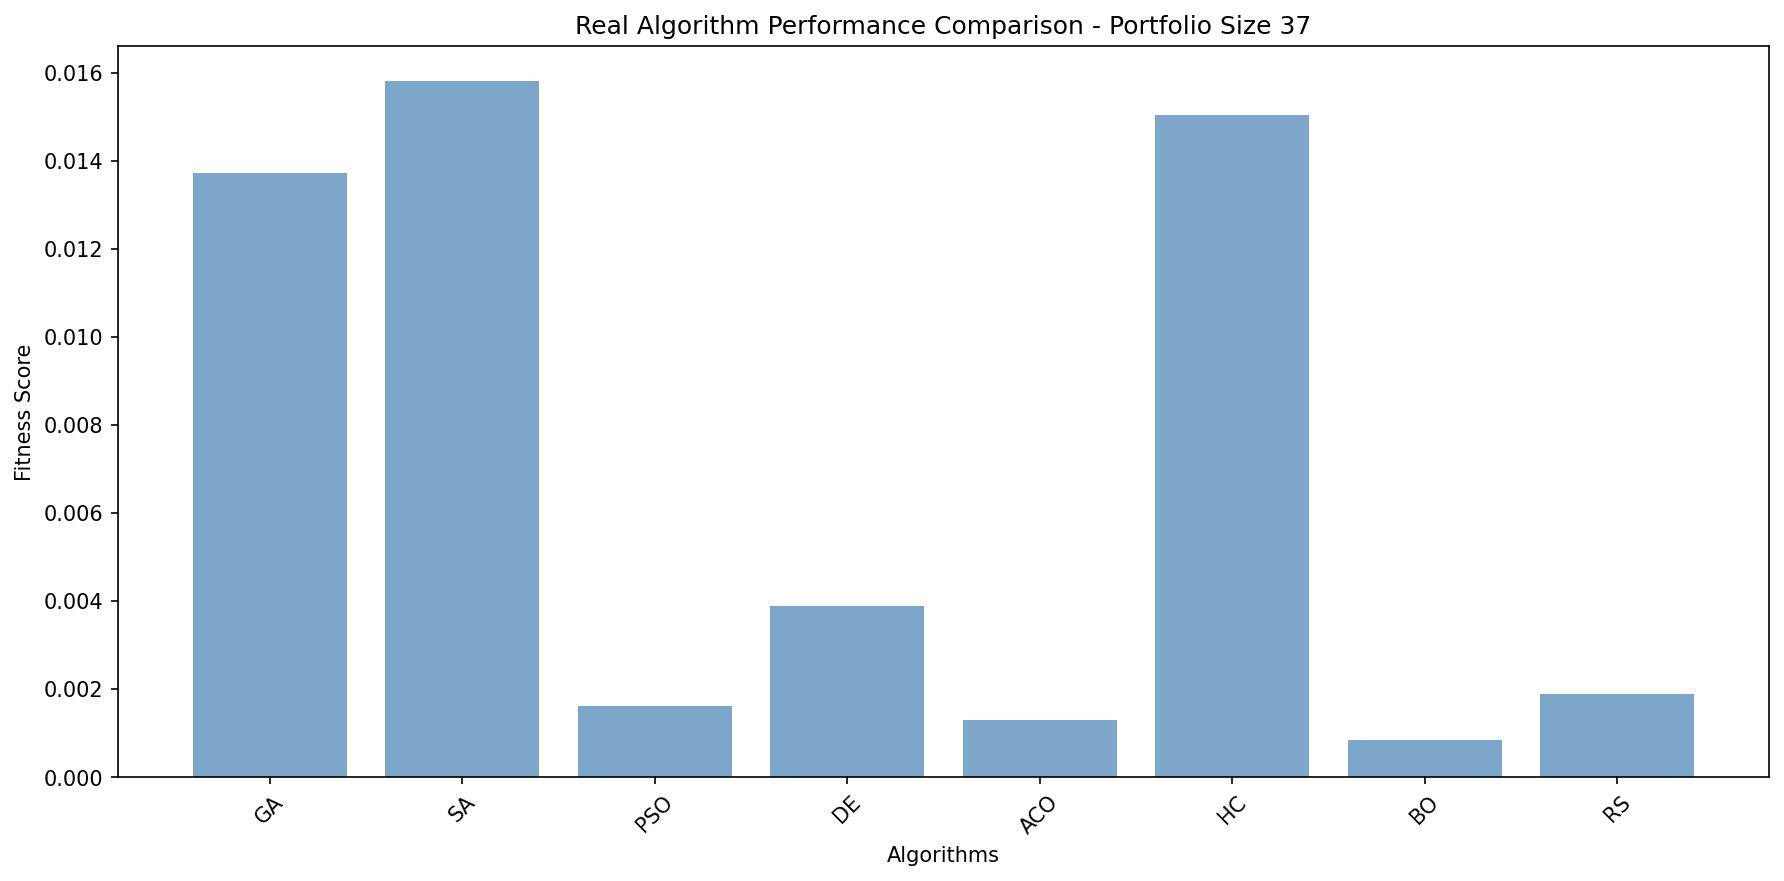 Real Algorithm Performance Comparison - Portfolio Size 37
Fitness Score
0.016
0.014
0.012
0.010
0.008
0.006
0.004
0.002
0.000
GA
SA
PSO
DE
ACO
HC
BO
RS
Algorithms